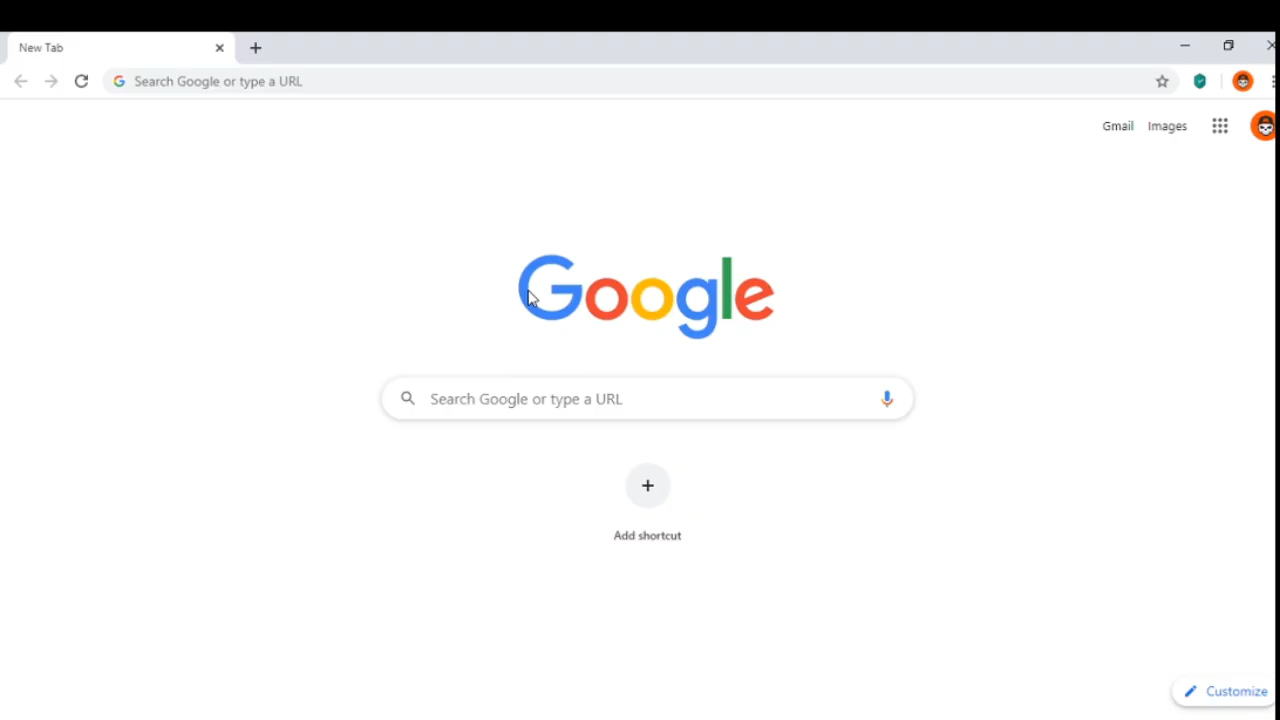 New Tab
Search Google or type a URL
Gmail Images
Google
Search Google or type a URL
Add shortcut
Customize